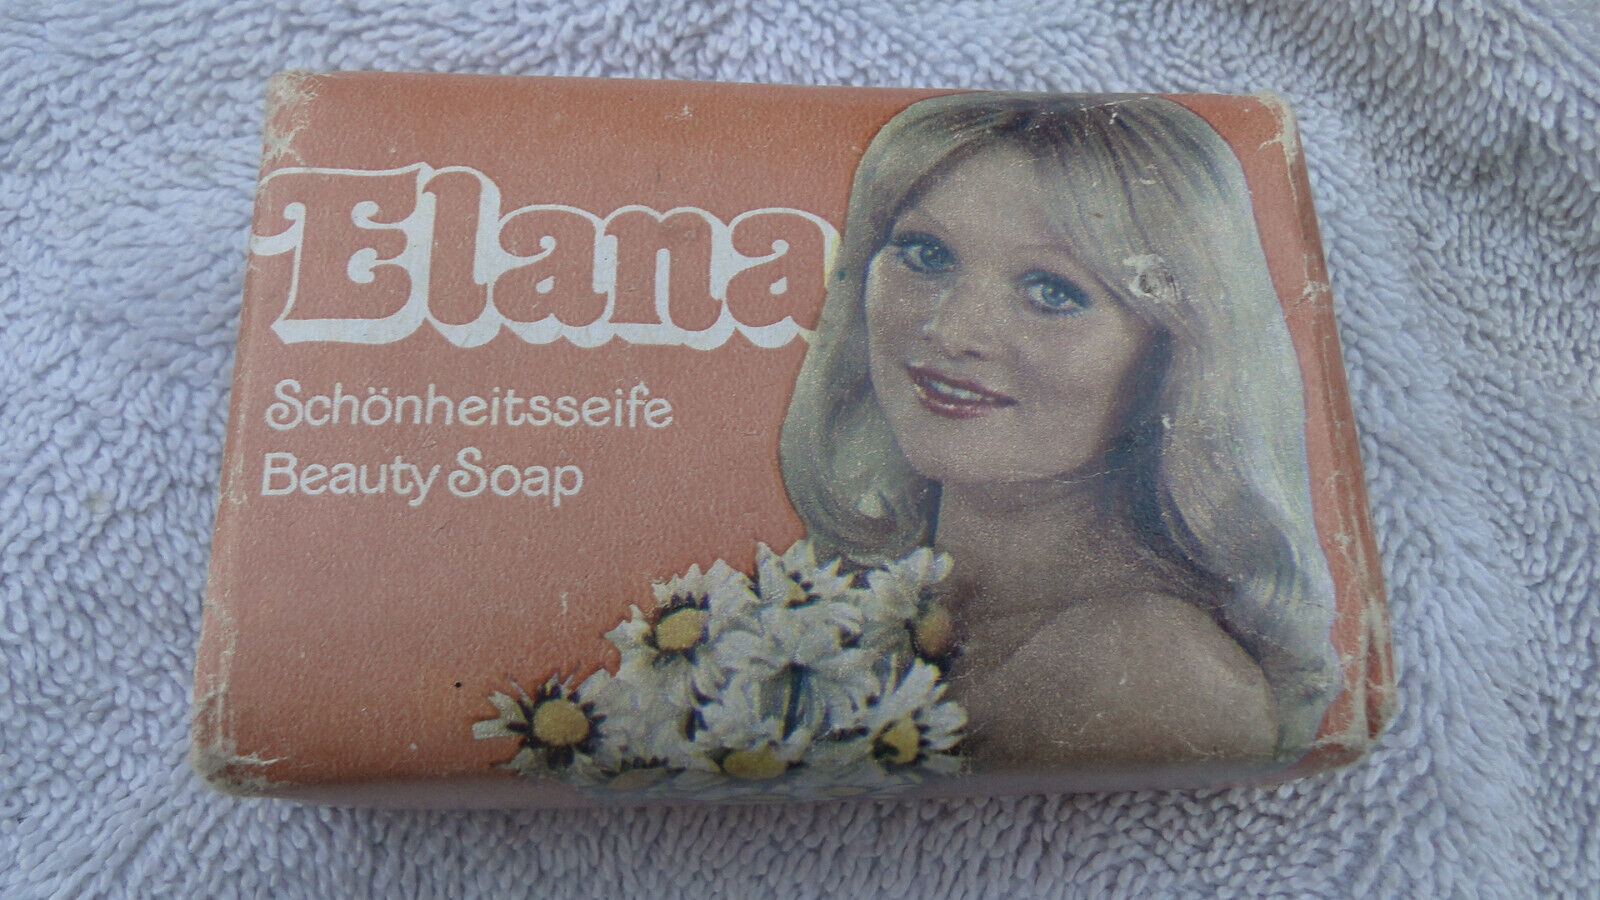 Elana
Schönheitsseife
Beauty Soap